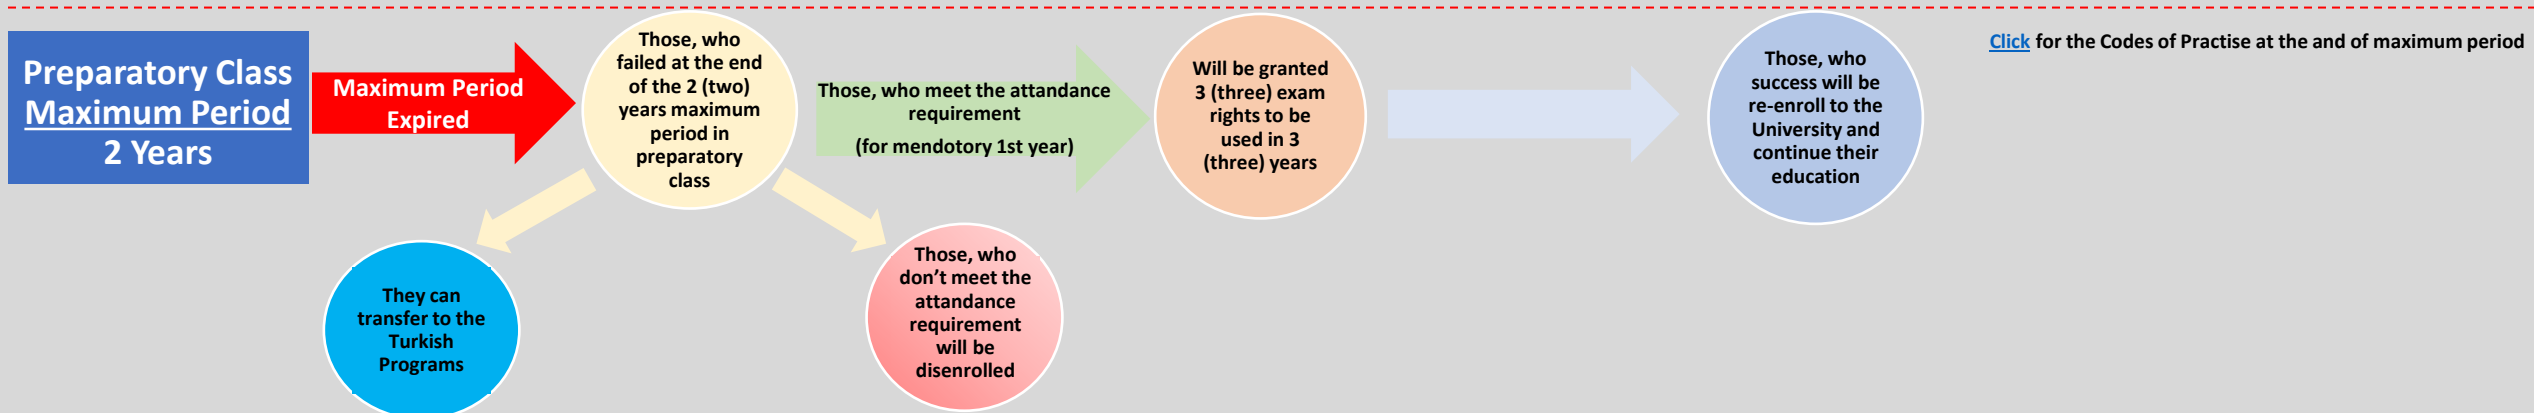 Preparatory Class
Maximum Period
2 Years
Maximum Period
Expired
Those, who
failed at the end
of the 2 (two)
years maximum
period in
preparatory
class
Those, who meet the attandance
requirement
(for mendotory 1st year)
Will be granted
3 (three) exam
rights to be
used in 3
(three) years
Those, who
success will be
re-enroll to the
University and
continue their
education
Click for the Codes of Practise at the and of maximum period
They can
transfer to the
Turkish
Programs
Those, who
don't meet the
attandance
requirement
will be
disenrolled